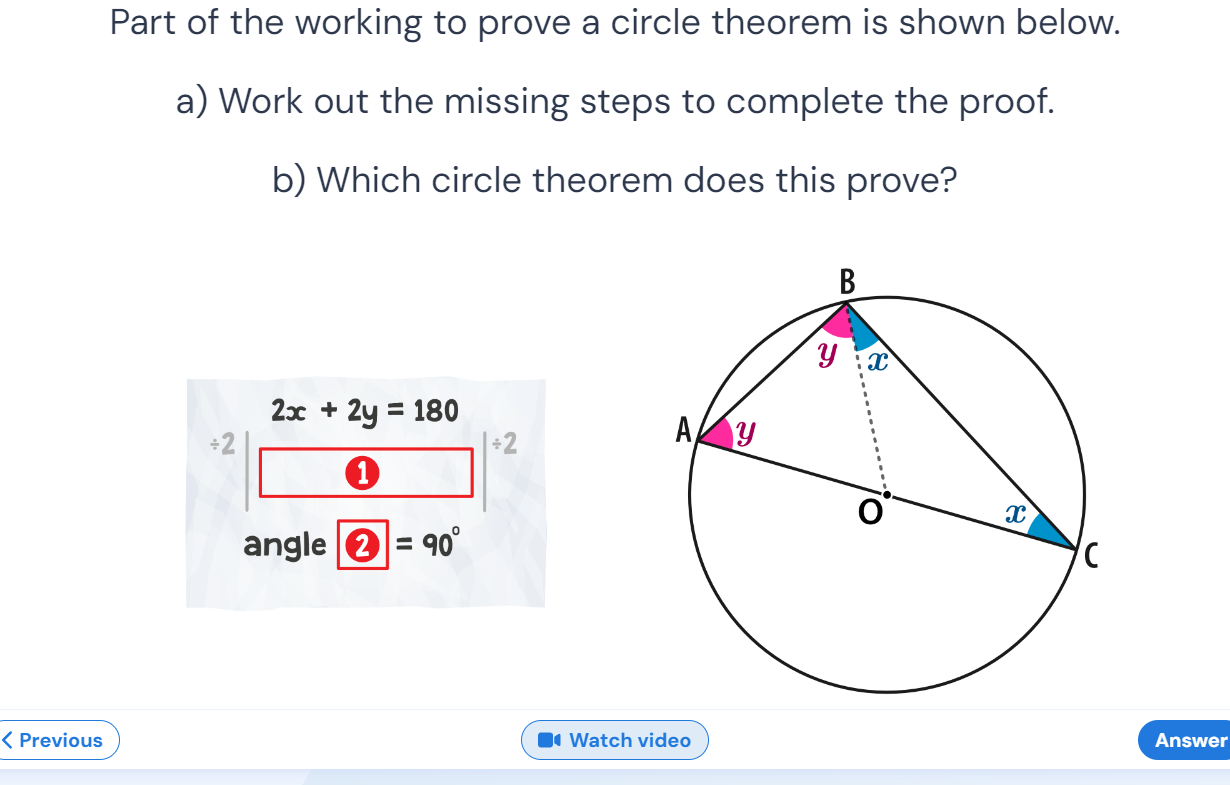 Part of the working to prove a circle theorem is shown below.
a) Work out the missing steps to complete the proof.
b) Which circle theorem does this prove?
2x + 2y = 180
÷2 1 ÷2
angle 2 = 90°
B
y x
A y
O x
C
< Previous
Watch video
Answer